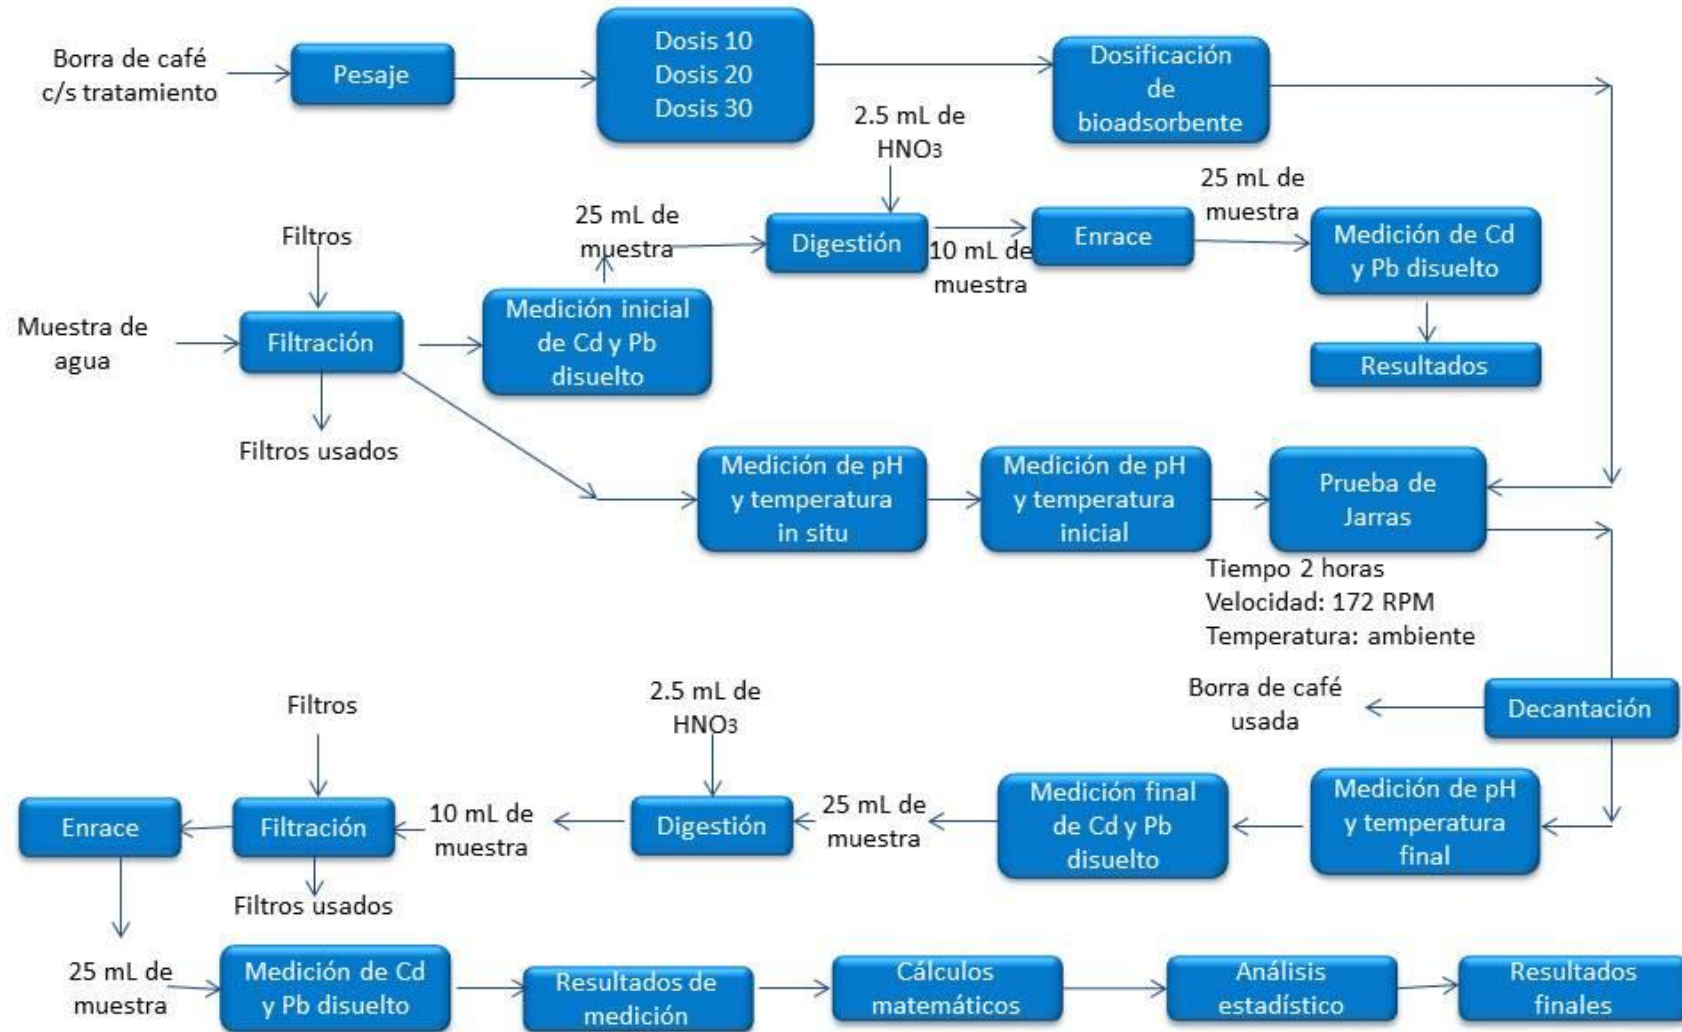 Borra de café
c/s tratamiento
Pesaje
Dosis 10
Dosis 20
Dosis 30
Dosificación
de
bioadsorbente
2.5 mL de
HNO3
Filtros
25 mL de
muestra
Digestión
10 mL de
muestra
Enrace
25 mL de
muestra
Medición de Cd
y Pb disuelto
Muestra de
agua
Filtración
Medición inicial
de Cd y Pb
disuelto
Resultados
Filtros usados
Medición de pH
y temperatura
in situ
Medición de pH
y temperatura
inicial
Prueba de
Jarras
Tiempo 2 horas
Velocidad: 172 RPM
Temperatura: ambiente
Decantación
Borra de café
usada
Medición de pH
y temperatura
final
Medición final
de Cd y Pb
disuelto
25 mL de
muestra
2.5 mL de
HNO3
Digestión
10 mL de
muestra
Filtros
Filtración
Filtros usados
Enrace
25 mL de
muestra
Medición de Cd
y Pb disuelto
Resultados de
medición
Cálculos
matemáticos
Análisis
estadístico
Resultados
finales